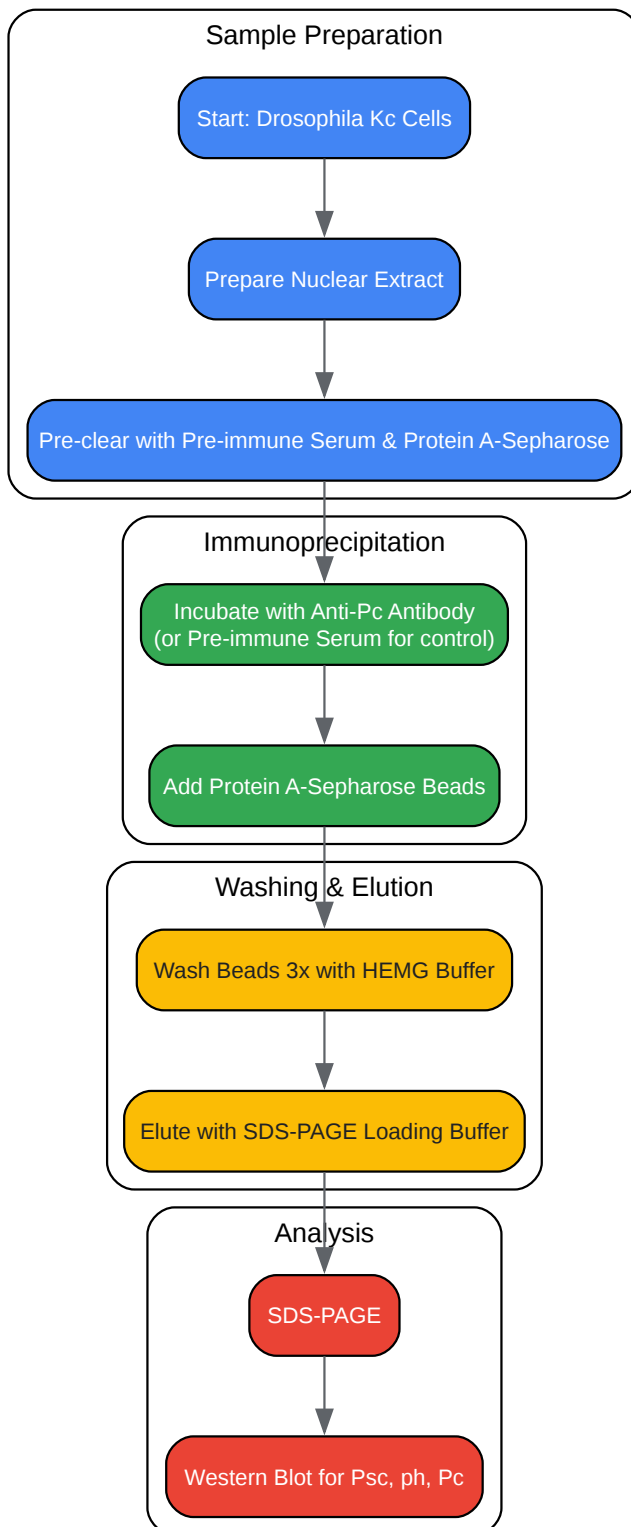 Sample Preparation
Start: Drosophila Kc Cells
Prepare Nuclear Extract
Pre-clear with Pre-immune Serum & Protein A-Sepharose
Immunoprecipitation
Incubate with Anti-Pc Antibody
(or Pre-immune Serum for control)
Add Protein A-Sepharose Beads
Washing & Elution
Wash Beads 3x with HEMG Buffer
Elute with SDS-PAGE Loading Buffer
Analysis
SDS-PAGE
Western Blot for Psc, ph, Pc